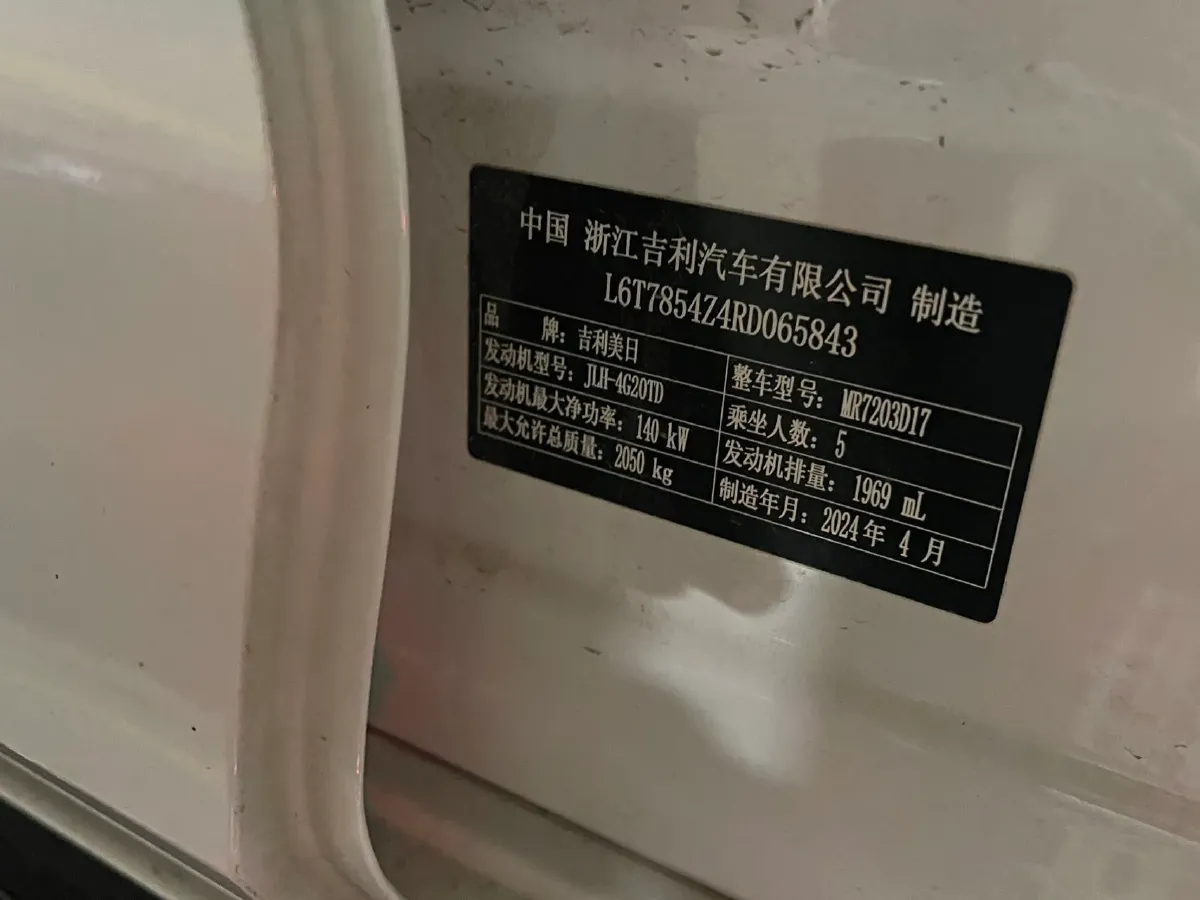 中国 浙江吉利汽车有限公司 制造
L6T7854Z4RD065843
品 牌：吉利美日 整车型号：MR7203D17
发动机型号：JLH-4G20TD 乘坐人数：5
发动机最大净功率：140 kW 发动机排量：1969 mL
最大允许总质量：2050 kg 制造年月：2024年 4 月